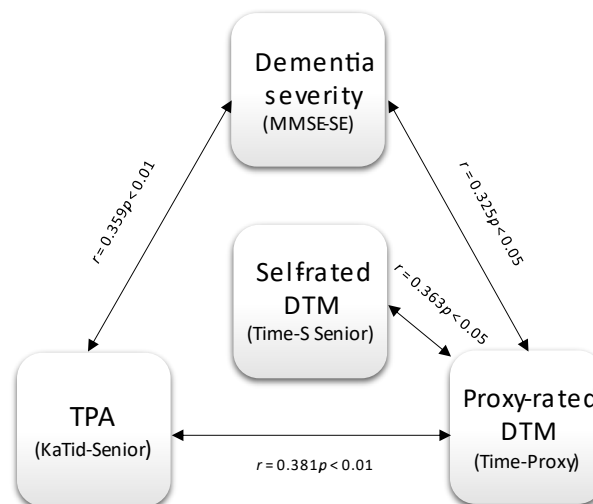 Dementia
severity
(MMSE-SE)
r = 0.359p < 0.01
r = 0.325p < 0.05
Selfrated
DTM
(Time-S Senior)
r = 0.363p < 0.05
TPA
(KaTid-Senior)
Proxy-rated
DTM
(Time-Proxy)
r = 0.381p < 0.01